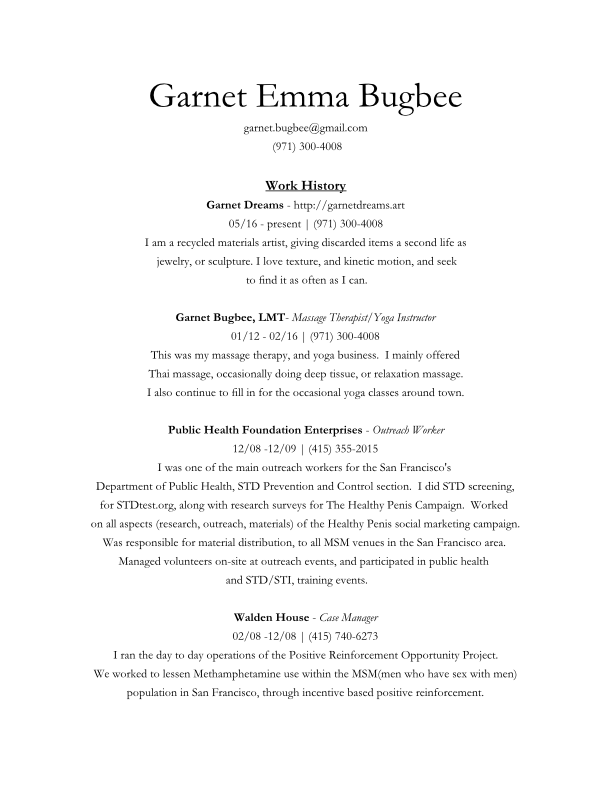 Garnet Emma Bugbee
garnet.bugbee@gmail.com
(971) 300-4008
Work History
Garnet Dreams - http://garnetdreams.art
05/16 - present | (971) 300-4008
I am a recycled materials artist, giving discarded items a second life as
jewelry, or sculpture. I love texture, and kinetic motion, and seek
to find it as often as I can.
Garnet Bugbee, LMT- Massage Therapist/Yoga Instructor
01/12 - 02/16 | (971) 300-4008
This was my massage therapy, and yoga business.  I mainly offered
Thai massage, occasionally doing deep tissue, or relaxation massage.
I also continue to fill in for the occasional yoga classes around town.
Public Health Foundation Enterprises - Outreach Worker
12/08 -12/09 | (415) 355-2015
I was one of the main outreach workers for the San Francisco's
Department of Public Health, STD Prevention and Control section.  I did STD screening,
for STDtest.org, along with research surveys for The Healthy Penis Campaign.  Worked
on all aspects (research, outreach, materials) of the Healthy Penis social marketing campaign.
Was responsible for material distribution, to all MSM venues in the San Francisco area.
Managed volunteers on-site at outreach events, and participated in public health
and STD/STI, training events.
Walden House - Case Manager
02/08 -12/08 | (415) 740-6273
I ran the day to day operations of the Positive Reinforcement Opportunity Project.
We worked to lessen Methamphetamine use within the MSM(men who have sex with men)
population in San Francisco, through incentive based positive reinforcement.